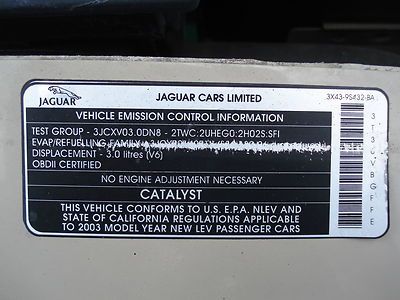 JAGUAR
JAGUAR CARS LIMITED
3X43-9S432-BA
VEHICLE EMISSION CONTROL INFORMATION
TEST GROUP - 3JCXV03.0DN8 - 2TWC:2UHEG0:2H02S:SFI
EVAP/REFUELLING FAMILY
DISPLACEMENT - 3.0 litres (V6)
OBDII CERTIFIED
NO ENGINE ADJUSTMENT NECESSARY
CATALYST
THIS VEHICLE CONFORMS TO U.S. E.P.A. NLEV AND
STATE OF CALIFORNIA REGULATIONS APPLICABLE
TO 2003 MODEL YEAR NEW LEV PASSENGER CARS